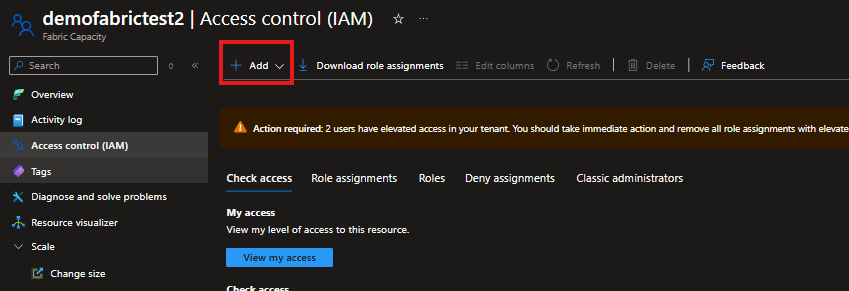 demofabrictest2 | Access control (IAM)
Fabric Capacity
Search
Add
Download role assignments
Edit columns
Refresh
Delete
Feedback
Overview
Activity log
Access control (IAM)
Tags
Diagnose and solve problems
Resource visualizer
Scale
Change size
Action required: 2 users have elevated access in your tenant. You should take immediate action and remove all role assignments with elevate
Check access
Role assignments
Roles
Deny assignments
Classic administrators
My access
View my level of access to this resource.
View my access
Check access